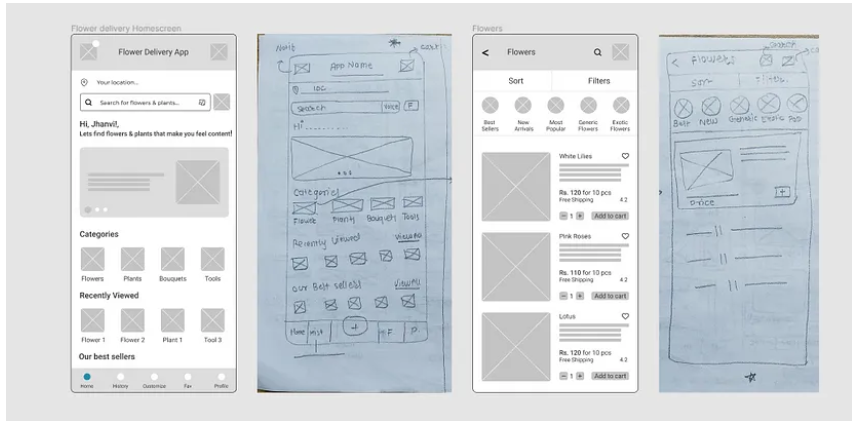 Flower delivery Homescreen
Flower Delivery App
Your location...
Search for flowers & plants...
Hi, Jhanvi!,
Lets find flowers & plants that make you feel content!
Categories
Flowers Plants Bouquets Tools
Recently Viewed
Flower 1 Flower 2 Plant 1 Tool 3
Our best sellers
Home History Customize Fav Profile
App Name
LOC
Search
Hi
Categories
Plants Bouquets Tools
Recently Viewed View All
Our Best sellers View All
Home
Flowers
Flowers
Sort Filters
Best Sellers
New Arrivals
Most Popular
Generic Flowers
Exotic Flowers
White Lilies
Rs. 120 for 10 pcs
Free Shipping 4.2
1 Add to cart
Pink Roses
Rs. 110 for 10 pcs
Free Shipping 4.2
1 Add to cart
Lotus
Rs. 120 for 10 pcs
Free Shipping 4.2
1 Add to cart
Search
Flowers
Sort
Best New Generic Exotic
Price